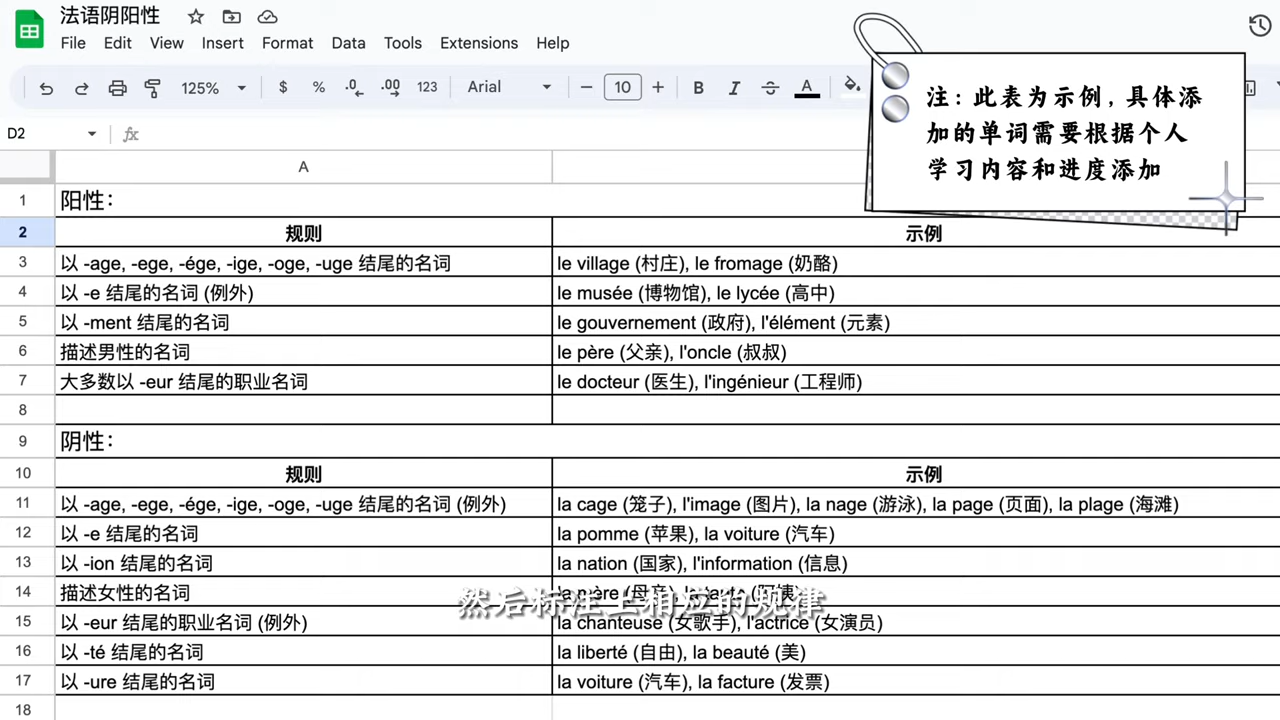 法语阴阳性
File Edit View Insert Format Data Tools Extensions Help
125% $ % .0 .00 123 Arial 10 B I A
注：此表为示例，具体添
加的单词需要根据个人
学习内容和进度添加
D2 fx
A
1 阳性：
2 规则 示例
3 以 -age, -ege, -ége, -ige, -oge, -uge 结尾的名词 le village (村庄), le fromage (奶酪)
4 以 -e 结尾的名词 (例外) le musée (博物馆), le lycée (高中)
5 以 -ment 结尾的名词 le gouvernement (政府), l'élément (元素)
6 描述男性的名词 le père (父亲), l'oncle (叔叔)
7 大多数以 -eur 结尾的职业名词 le docteur (医生), l'ingénieur (工程师)
8
9 阴性：
10 规则 示例
11 以 -age, -ege, -ége, -ige, -oge, -uge 结尾的名词 (例外) la cage (笼子), l'image (图片), la nage (游泳), la page (页面), la plage (海滩)
12 以 -e 结尾的名词 la pomme (苹果), la voiture (汽车)
13 以 -ion 结尾的名词 la nation (国家), l'information (信息)
14 描述女性的名词 la mère (母亲),
然后标注上相应的规律
15 以 -eur 的职业名词 (例外) la chanteuse (女歌手), l'actrice (女演员)
16 以 -té 结尾的名词 la liberté (自由), la beauté (美)
17 以 -ure 结尾的名词 la voiture (汽车), la facture (发票)
18